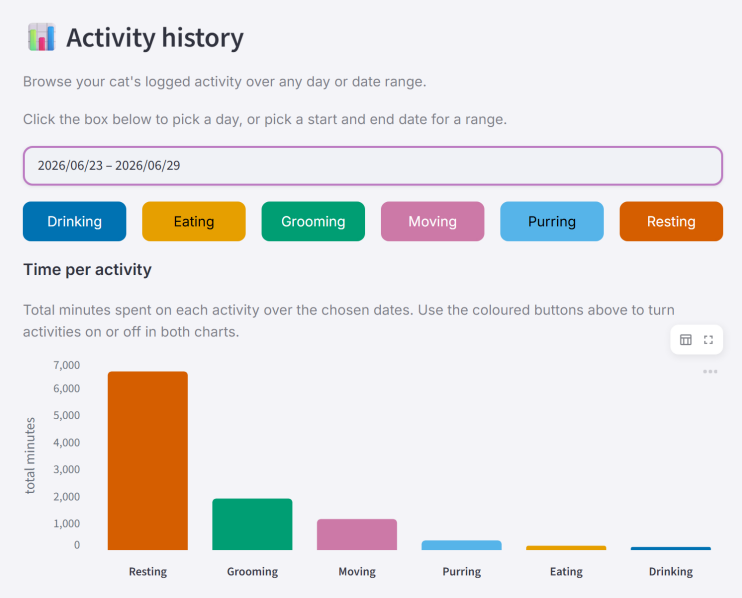 Activity history
Browse your cat's logged activity over any day or date range.
Click the box below to pick a day, or pick a start and end date for a range.
2026/06/23 – 2026/06/29
Drinking Eating Grooming Moving Purring Resting
Time per activity
Total minutes spent on each activity over the chosen dates. Use the coloured buttons above to turn
activities on or off in both charts.
total minutes
7,000
6,000
5,000
4,000
3,000
2,000
1,000
0
Resting Grooming Moving Purring Eating Drinking